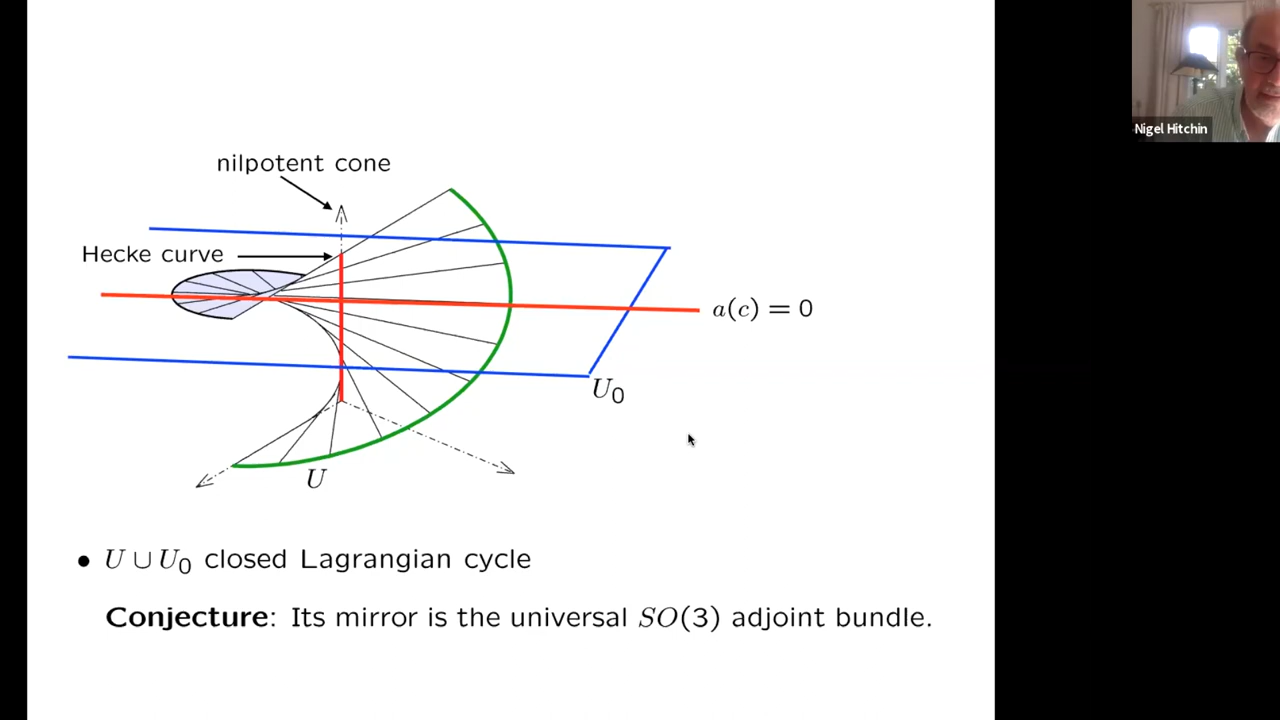 Nigel Hitchin
nilpotent cone
Hecke curve
a(c) = 0
U₀
U
• U ∪ U₀ closed Lagrangian cycle
Conjecture: Its mirror is the universal SO(3) adjoint bundle.